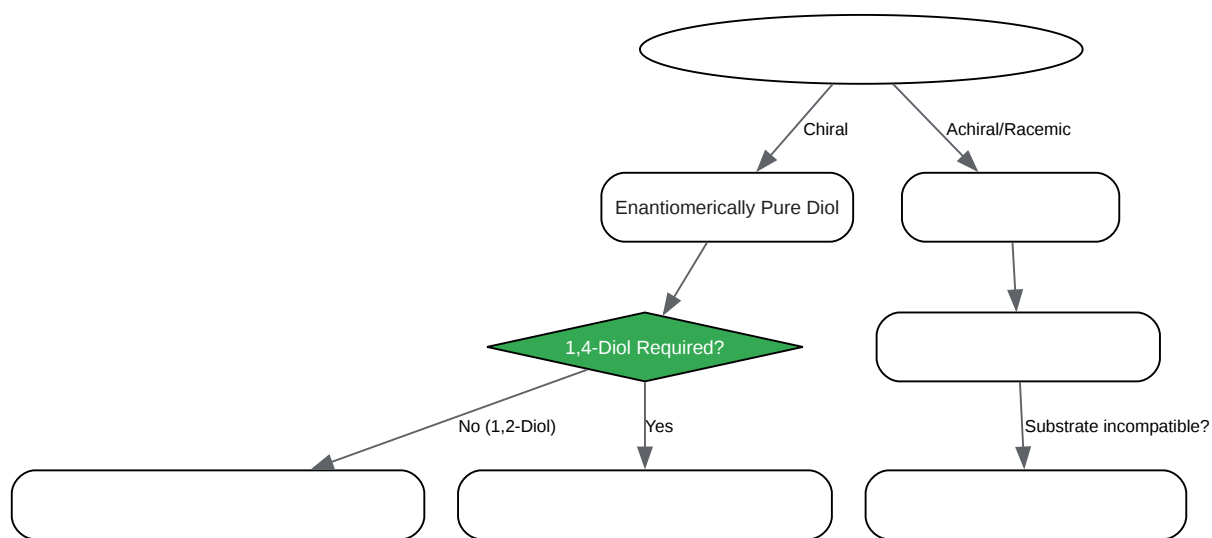 Chiral
Achiral/Racemic
Enantiomerically Pure Diol
1,4-Diol Required?
No (1,2-Diol)
Yes
Substrate incompatible?